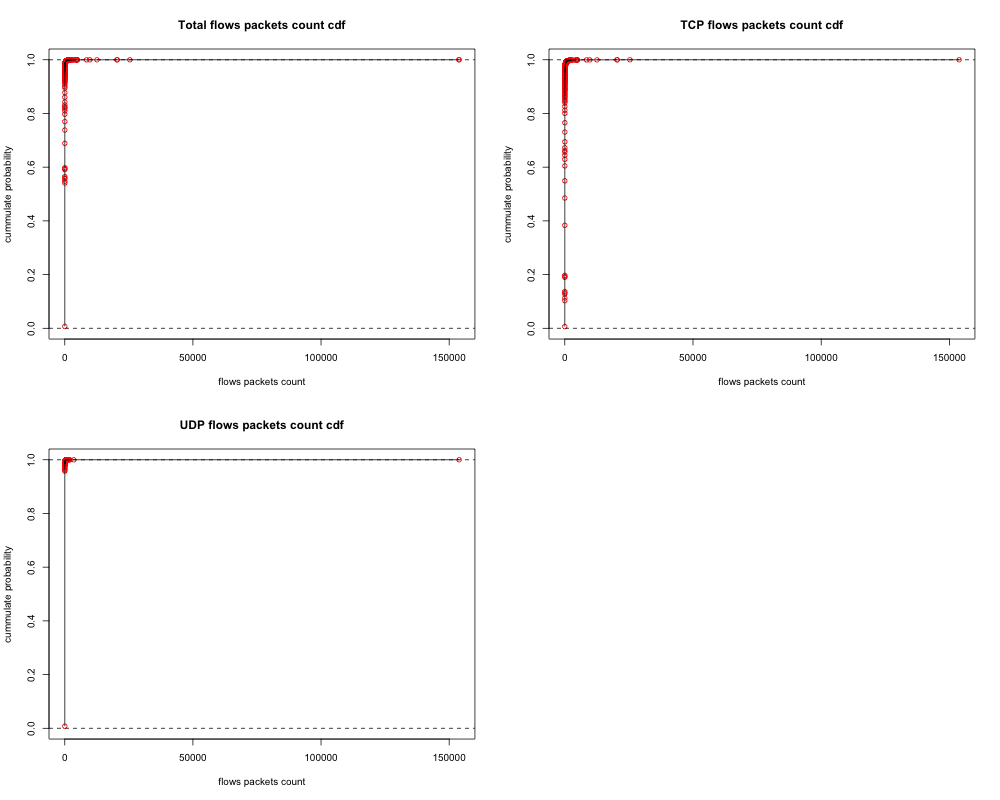 Total flows packets count cdf
cummulate probability
0.0 0.2 0.4 0.6 0.8 1.0
0 50000 100000 150000
flows packets count
TCP flows packets count cdf
cummulate probability
0.0 0.2 0.4 0.6 0.8 1.0
0 50000 100000 150000
flows packets count
UDP flows packets count cdf
cummulate probability
0.0 0.2 0.4 0.6 0.8 1.0
0 50000 100000 150000
flows packets count